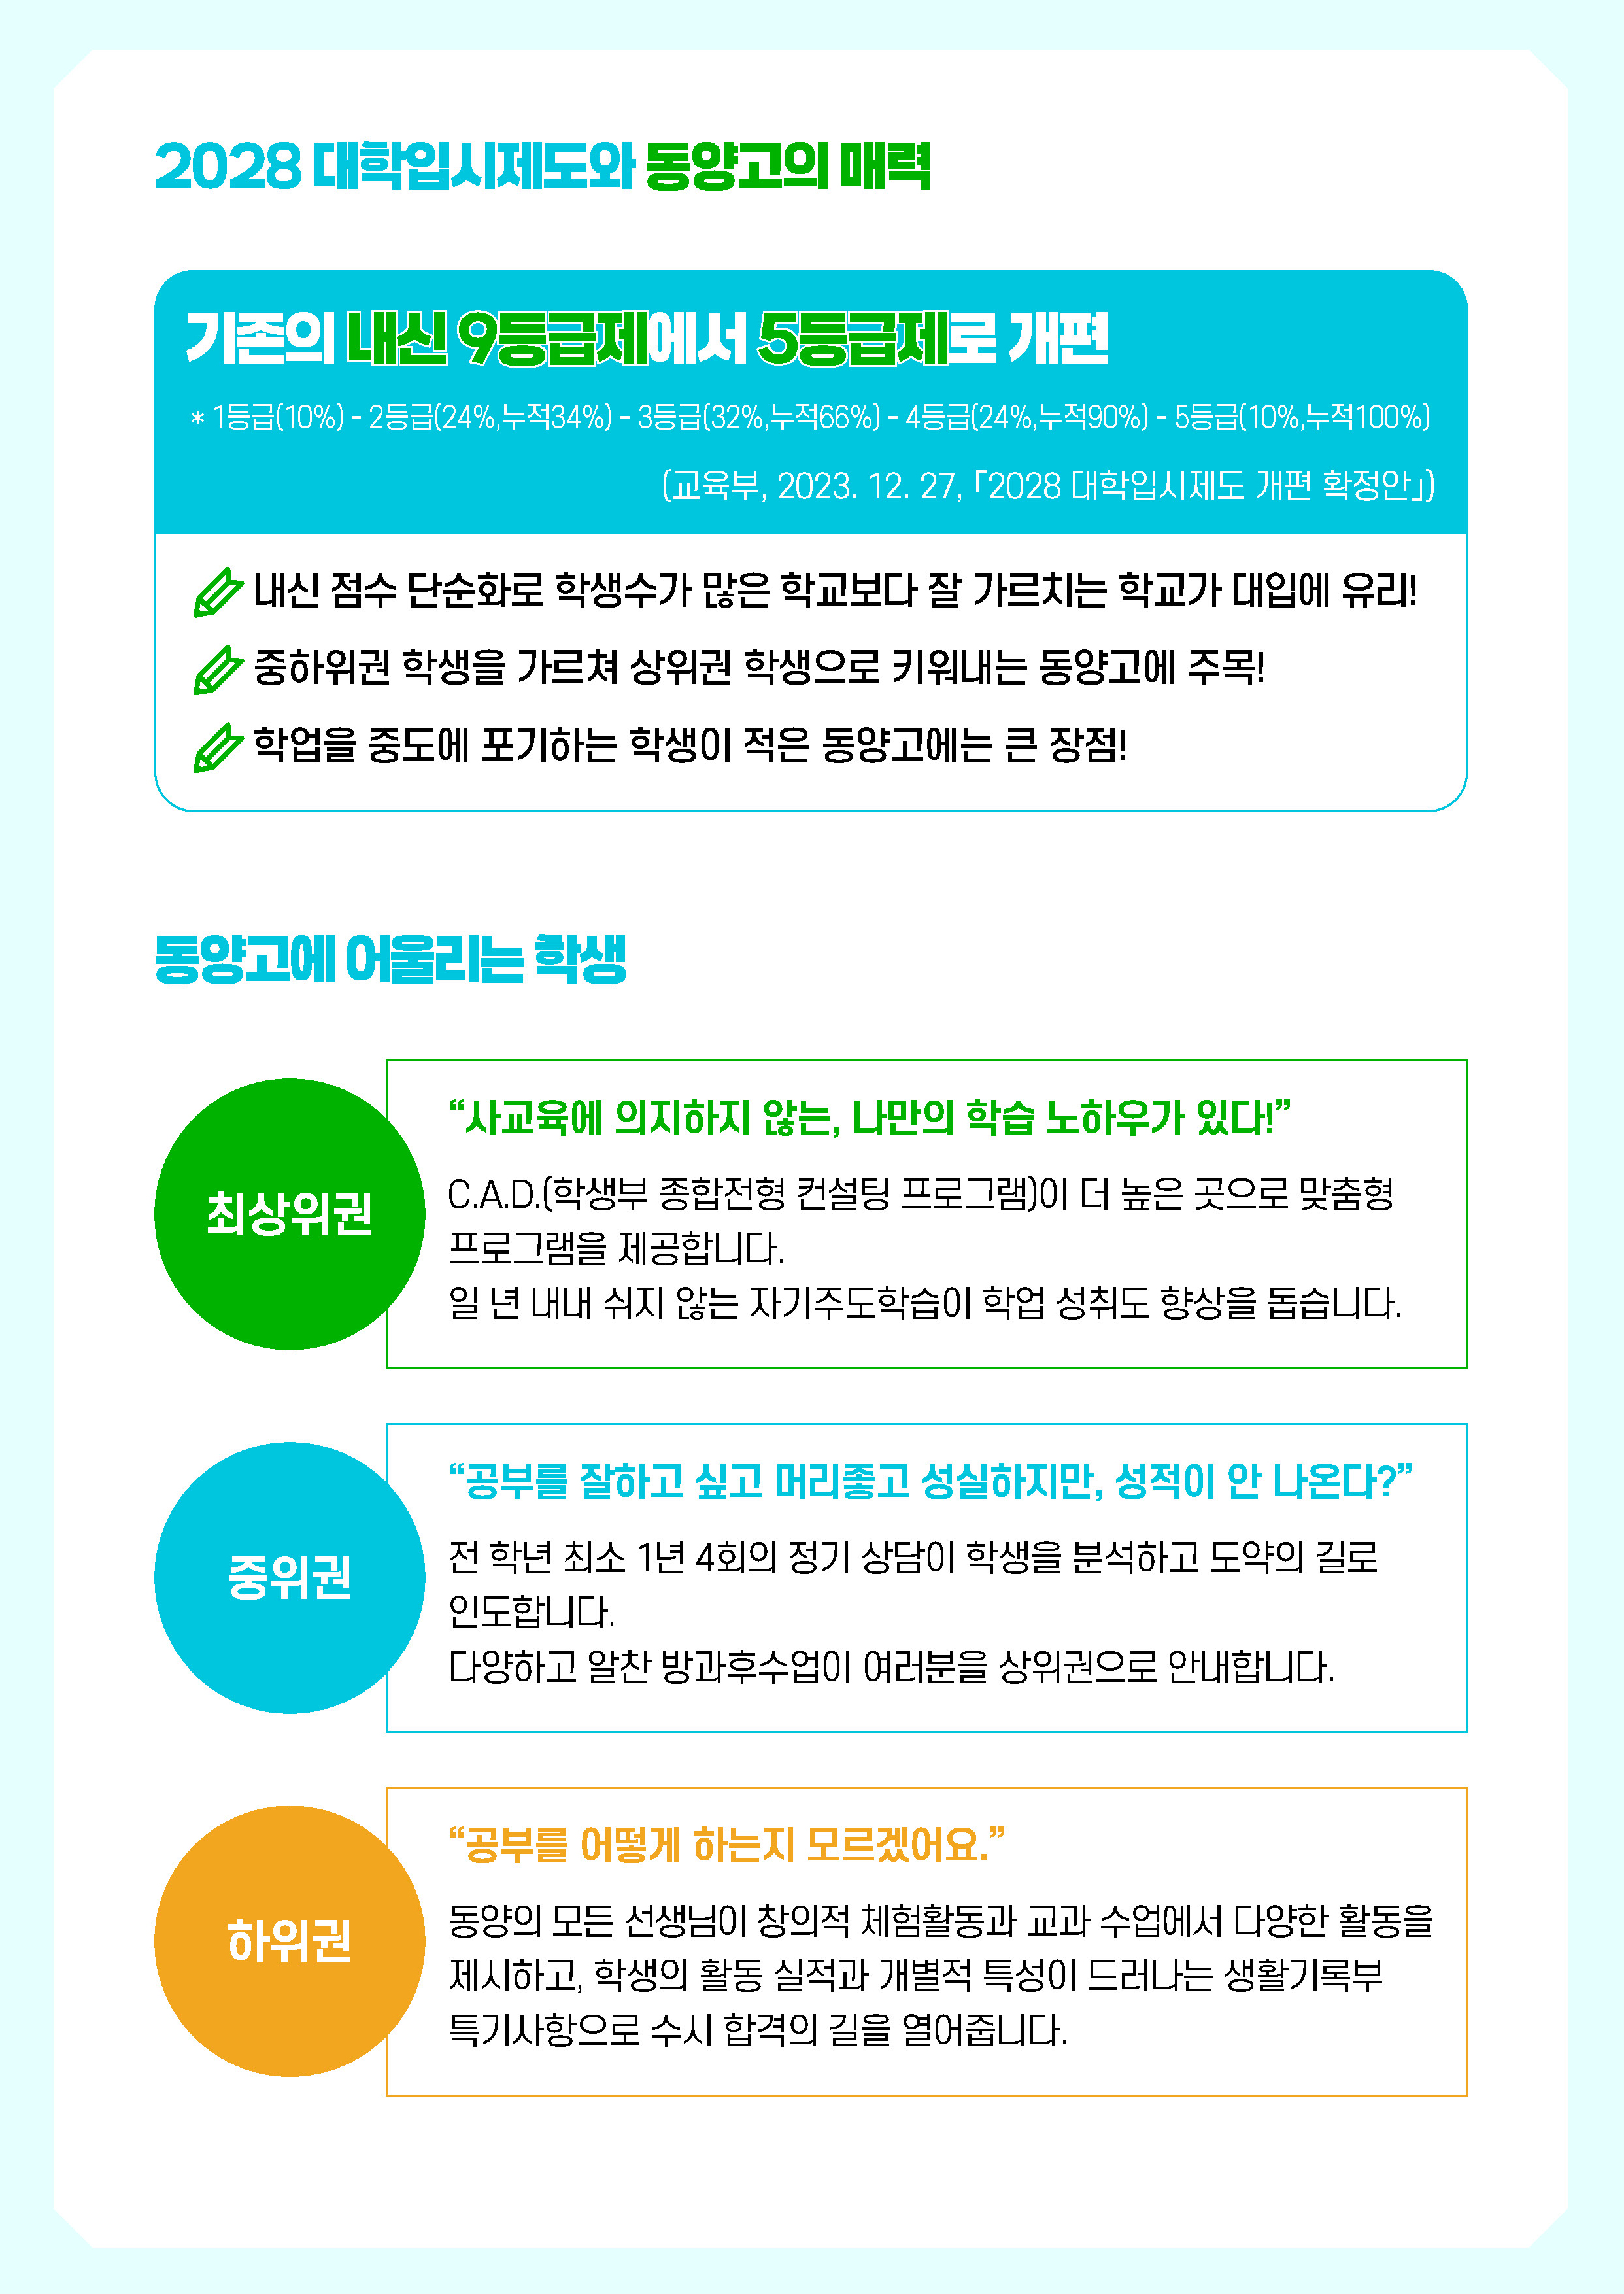 2028 대학입시제도와 동양고의 매력
기존의 내신 9등급제에서 5등급제로 개편
* 1등급(10%) - 2등급(24%,누적34%) - 3등급(32%,누적66%) - 4등급(24%,누적90%) - 5등급(10%,누적100%)
(교육부, 2023. 12. 27, 「2028 대학입시제도 개편 확정안」)
내신 점수 단순화로 학생수가 많은 학교보다 잘 가르치는 학교가 대입에 유리!
중하위권 학생을 가르쳐 상위권 학생으로 키워내는 동양고에 주목!
학업을 중도에 포기하는 학생이 적은 동양고에는 큰 장점!
동양고에 어울리는 학생
최상위권
“사교육에 의지하지 않는, 나만의 학습 노하우가 있다!”
C.A.D.(학생부 종합전형 컨설팅 프로그램)이 더 높은 곳으로 맞춤형
프로그램을 제공합니다.
일 년 내내 쉬지 않는 자기주도학습이 학업 성취도 향상을 돕습니다.
중위권
“공부를 잘하고 싶고 머리좋고 성실하지만, 성적이 안 나온다?”
전 학년 최소 1년 4회의 정기 상담이 학생을 분석하고 도약의 길로
인도합니다.
다양하고 알찬 방과후수업이 여러분을 상위권으로 안내합니다.
하위권
“공부를 어떻게 하는지 모르겠어요.”
동양의 모든 선생님이 창의적 체험활동과 교과 수업에서 다양한 활동을
제시하고, 학생의 활동 실적과 개별적 특성이 드러나는 생활기록부
특기사항으로 수시 합격의 길을 열어줍니다.